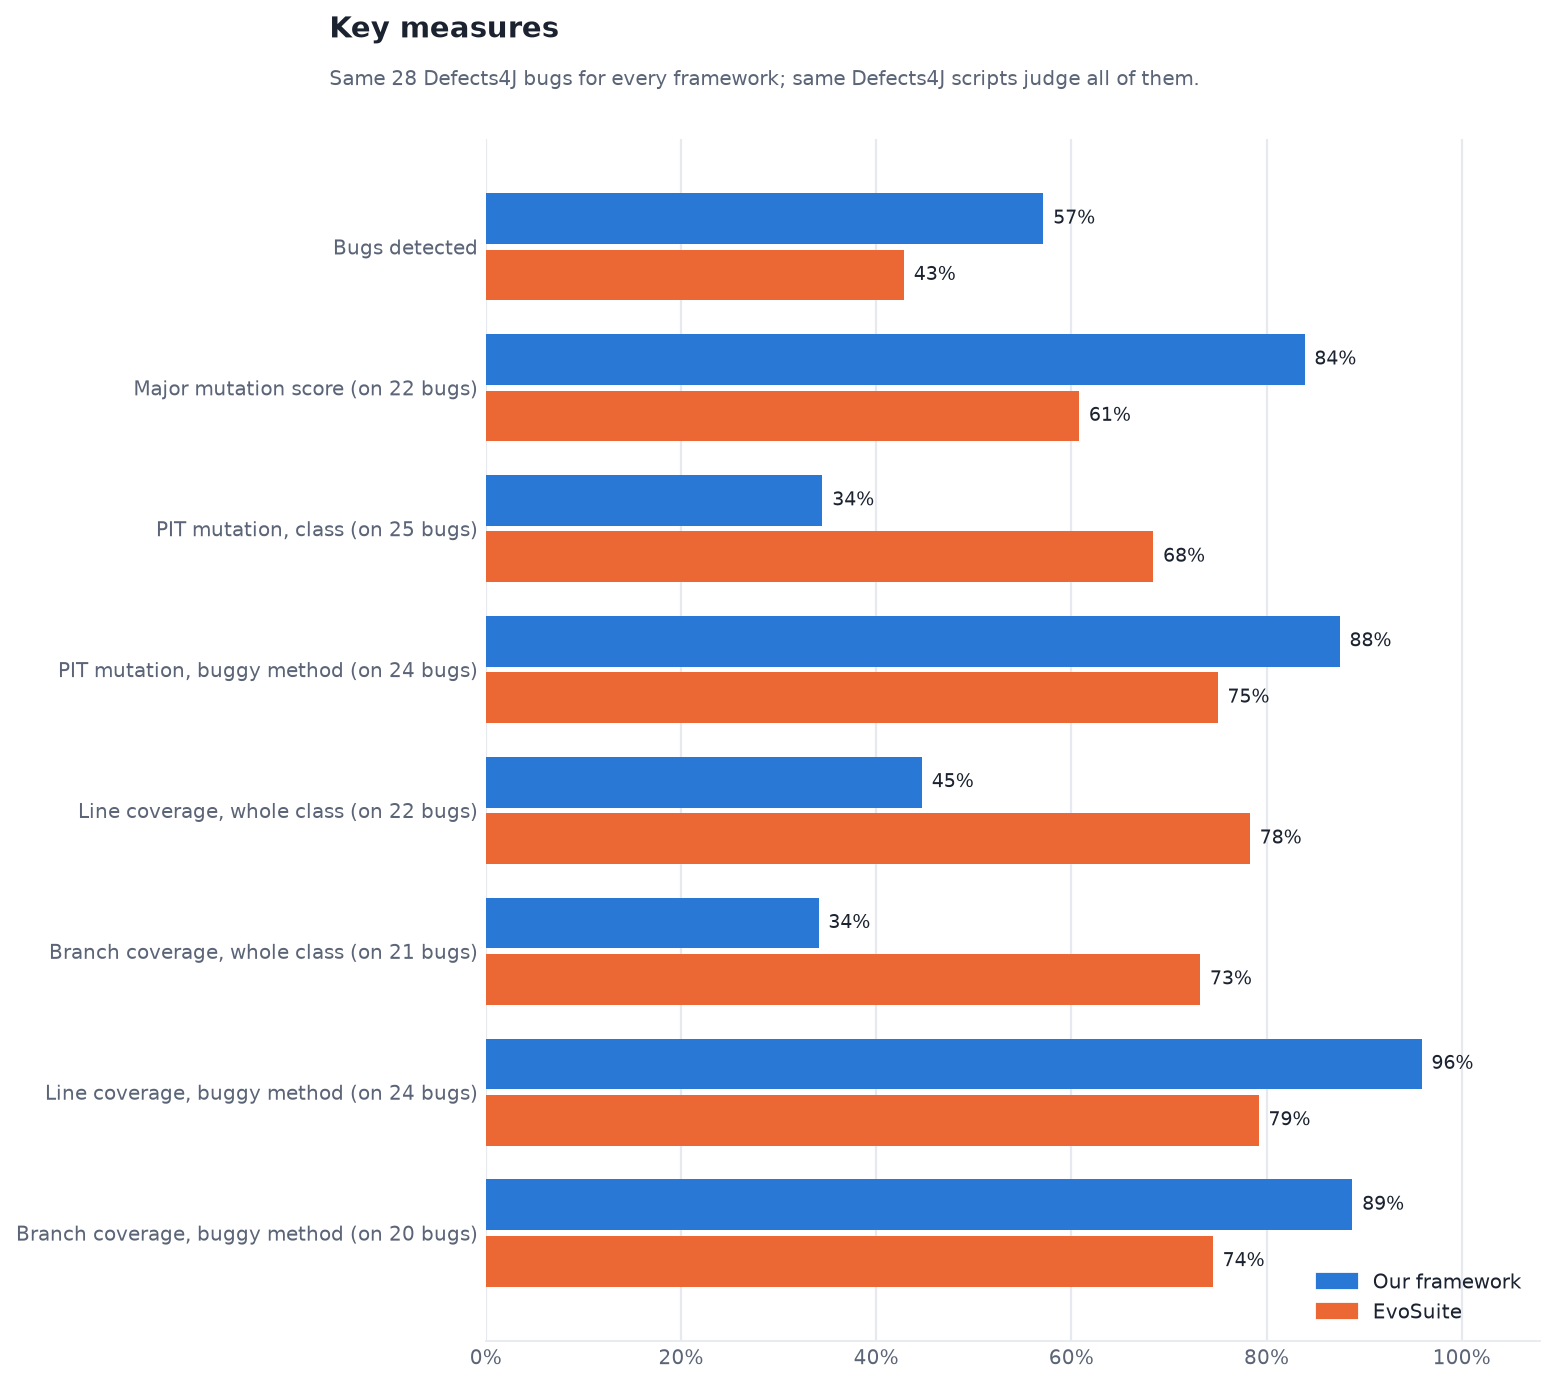 Key measures
Same 28 Defects4J bugs for every framework; same Defects4J scripts judge all of them.
Bugs detected
57%
43%
Major mutation score (on 22 bugs)
84%
61%
PIT mutation, class (on 25 bugs)
34%
68%
PIT mutation, buggy method (on 24 bugs)
88%
75%
Line coverage, whole class (on 22 bugs)
45%
78%
Branch coverage, whole class (on 21 bugs)
34%
73%
Line coverage, buggy method (on 24 bugs)
96%
79%
Branch coverage, buggy method (on 20 bugs)
89%
74%
Our framework
EvoSuite
0% 20% 40% 60% 80% 100%